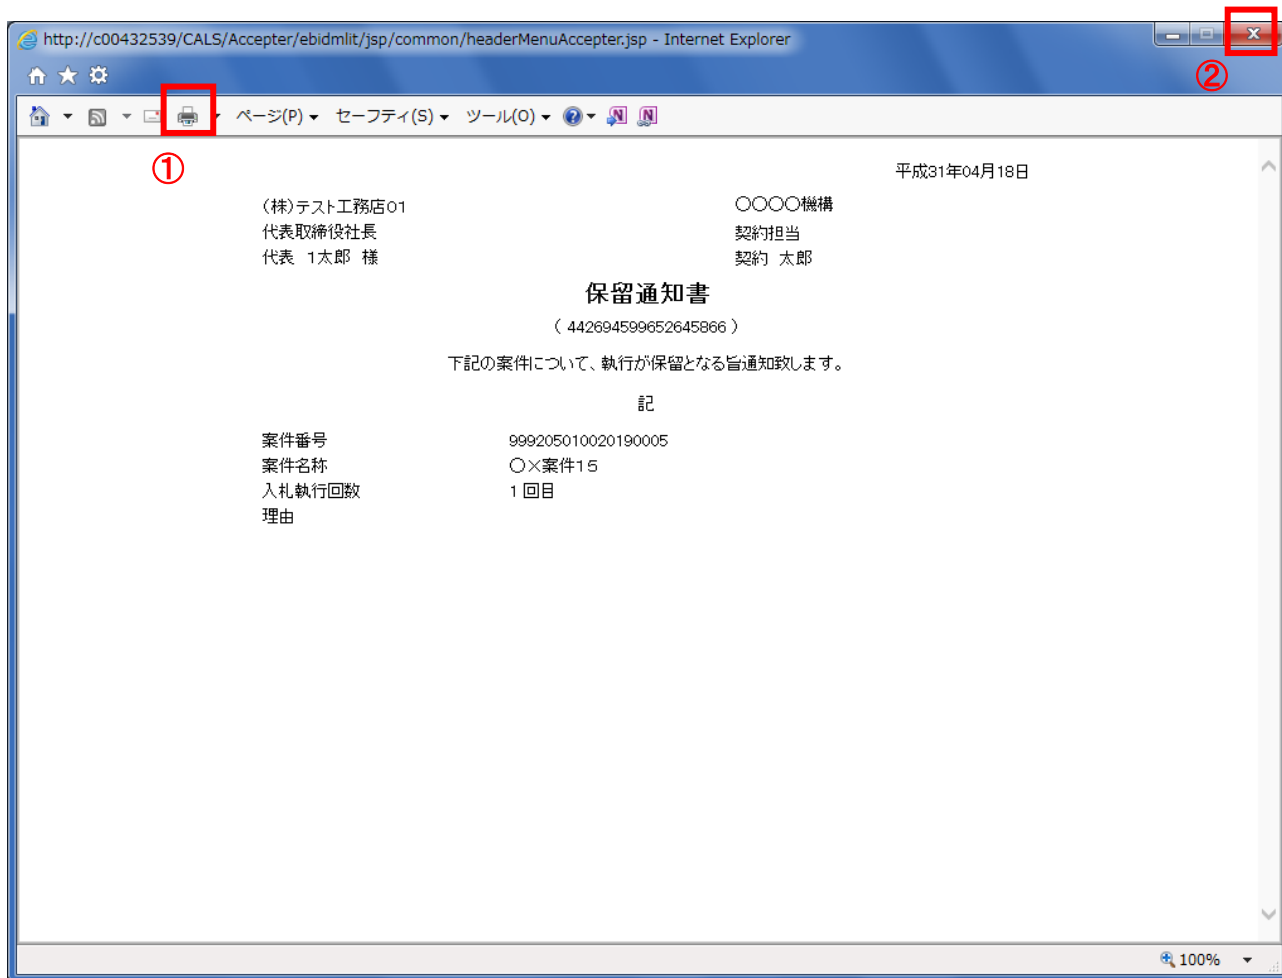 http://c00432539/CALS/Accepter/ebidmlit/jsp/common/headerMenuAccepter.jsp - Internet Explorer
②
ページ(P) セーフティ(S) ツール(O)
①
平成31年04月18日
(株)テスト工務店01
代表取締役社長
代表 1太郎 様
〇〇〇〇機構
契約担当
契約 太郎
保留通知書
( 442694599652645866 )
下記の案件について、執行が保留となる旨通知致します。
記
案件番号 999205010020190005
案件名称 〇×案件15
入札執行回数 1 回目
理由
100%